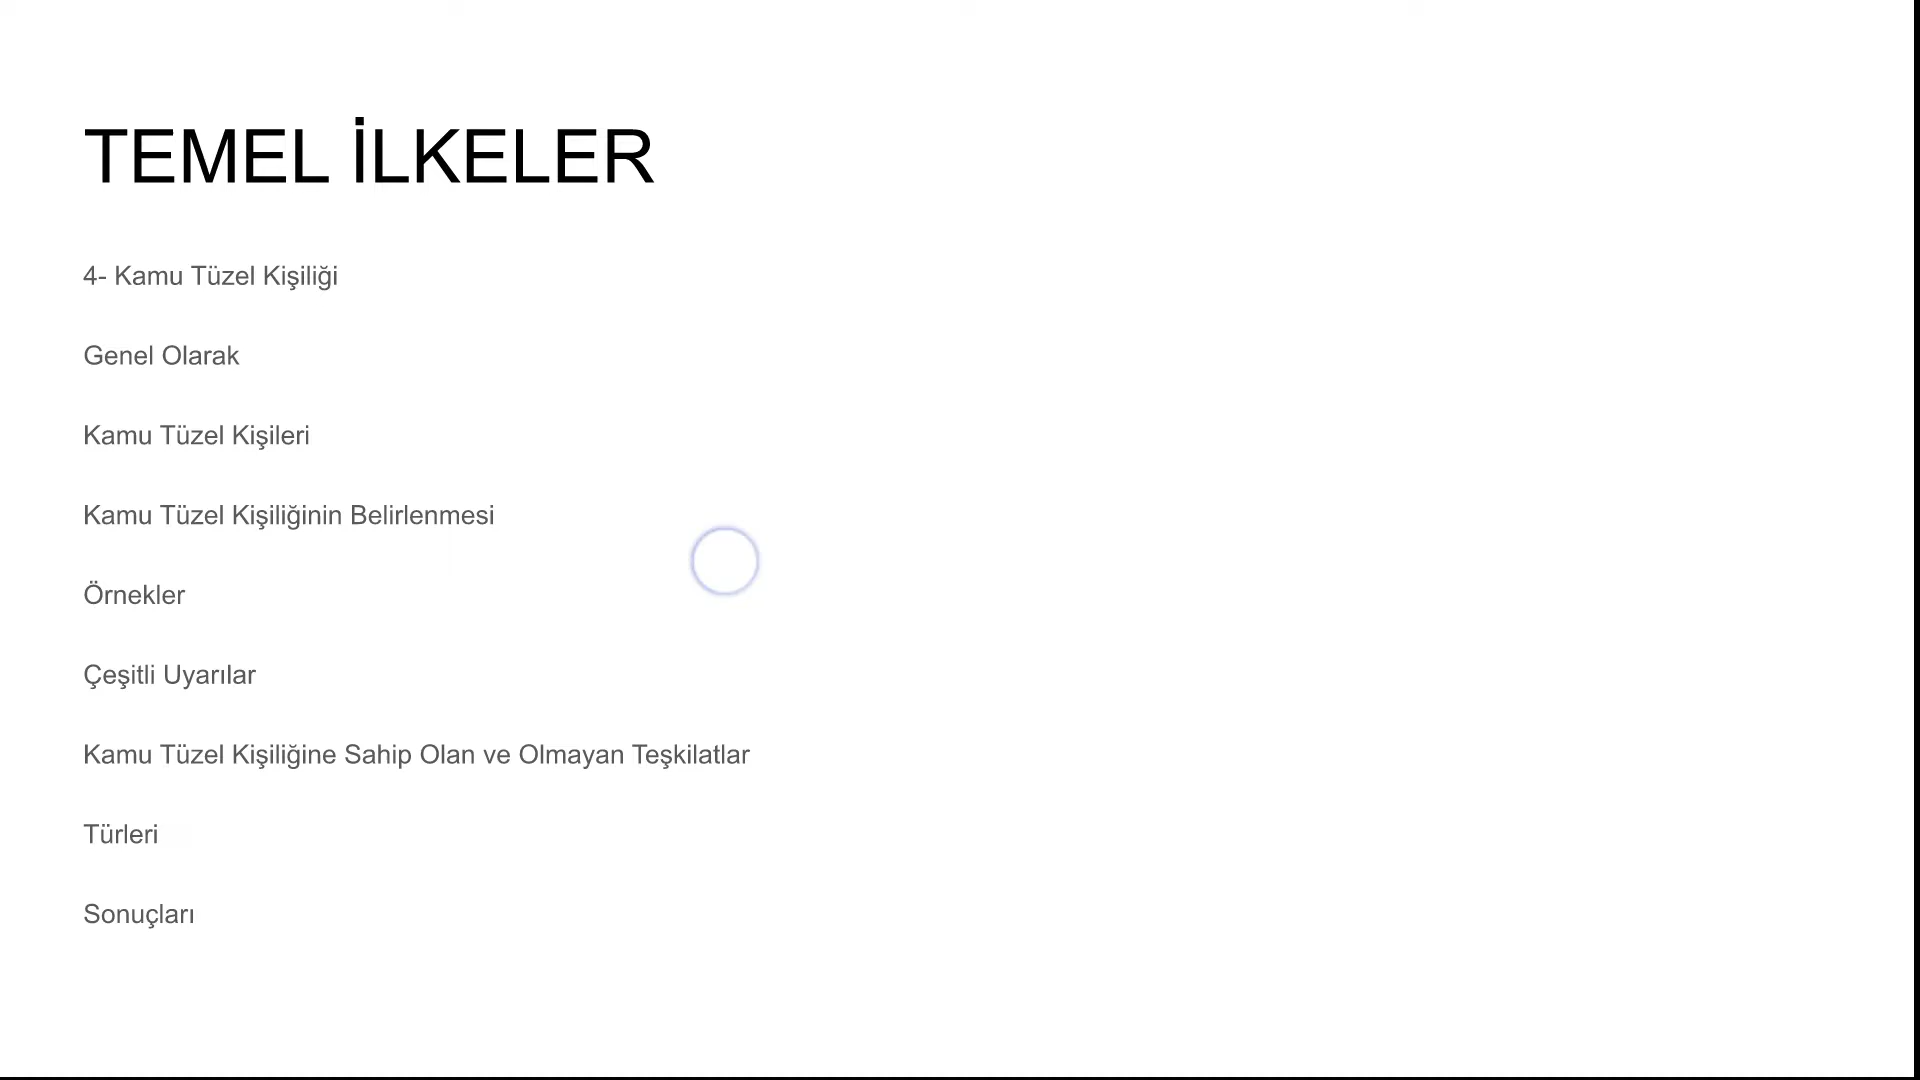 TEMEL İLKELER
4- Kamu Tüzel Kişiliği
Genel Olarak
Kamu Tüzel Kişileri
Kamu Tüzel Kişiliğinin Belirlenmesi
Örnekler
Çeşitli Uyarılar
Kamu Tüzel Kişiliğine Sahip Olan ve Olmayan Teşkilatlar
Türleri
Sonuçları